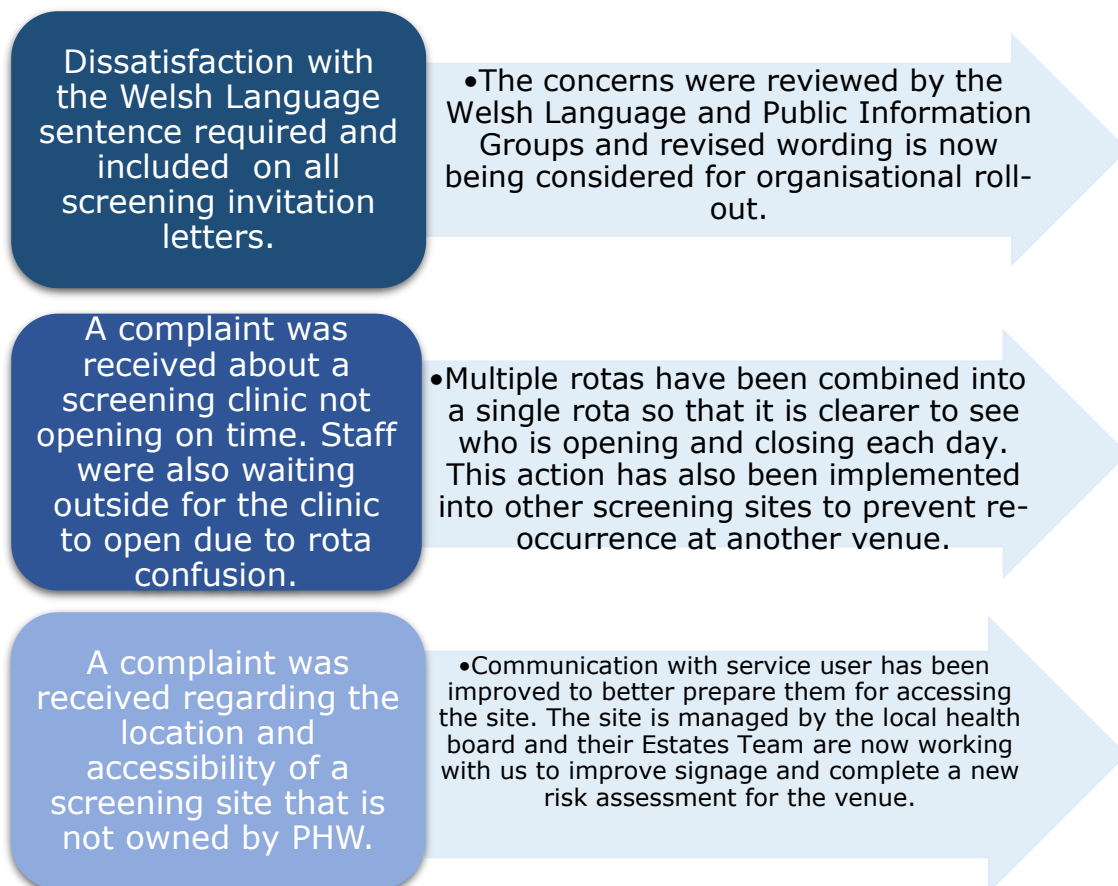 Dissatisfaction with
the Welsh Language
sentence required and
included on all
screening invitation
letters.
•The concerns were reviewed by the
Welsh Language and Public Information
Groups and revised wording is now
being considered for organisational roll-
out.
A complaint was
received about a
screening clinic not
opening on time. Staff
were also waiting
outside for the clinic
to open due to rota
confusion.
•Multiple rotas have been combined into
a single rota so that it is clearer to see
who is opening and closing each day.
This action has also been implemented
into other screening sites to prevent re-
occurrence at another venue.
A complaint was
received regarding the
location and
accessibility of a
screening site that is
not owned by PHW.
•Communication with service user has been
improved to better prepare them for accessing
the site. The site is managed by the local health
board and their Estates Team are now working
with us to improve signage and complete a new
risk assessment for the venue.